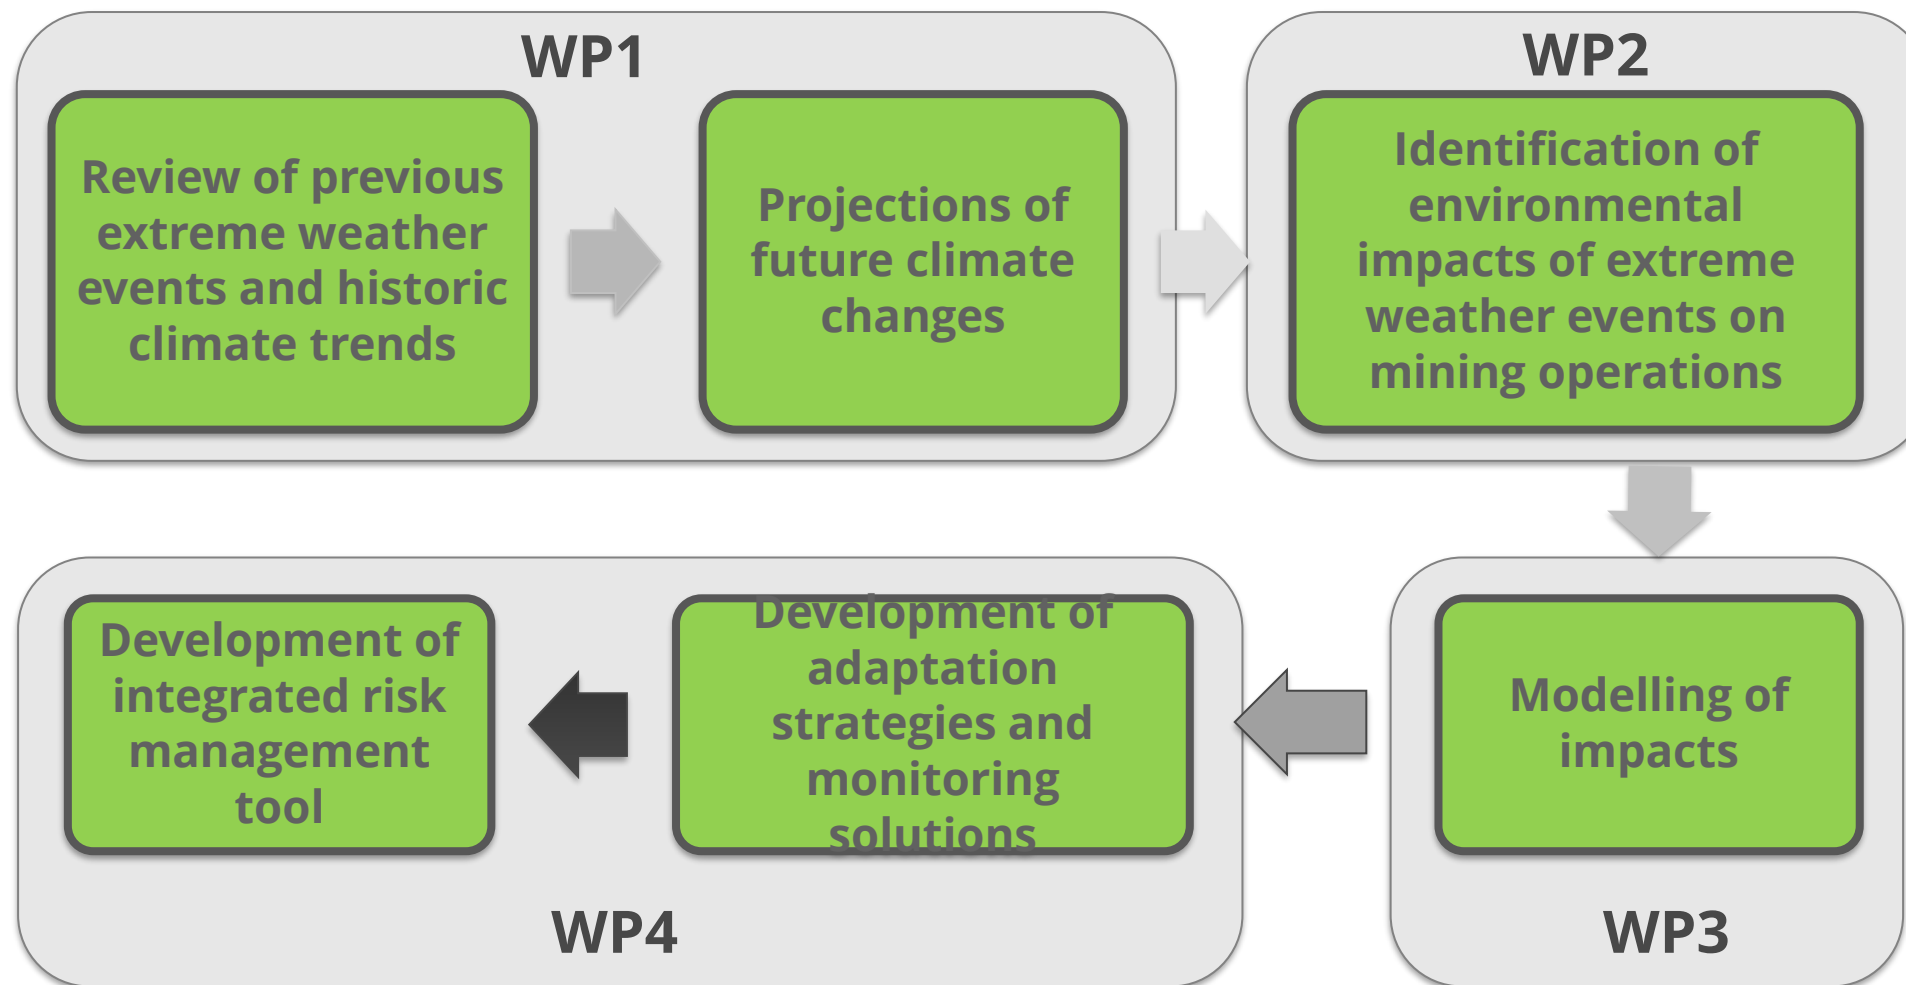 WP1
Review of previous
extreme weather
events and historic
climate trends
Projections of
future climate
changes
WP2
Identification of
environmental
impacts of extreme
weather events on
mining operations
Modelling of
impacts
WP3
Development of
adaptation
strategies and
monitoring
solutions
Development of
integrated risk
management
tool
WP4